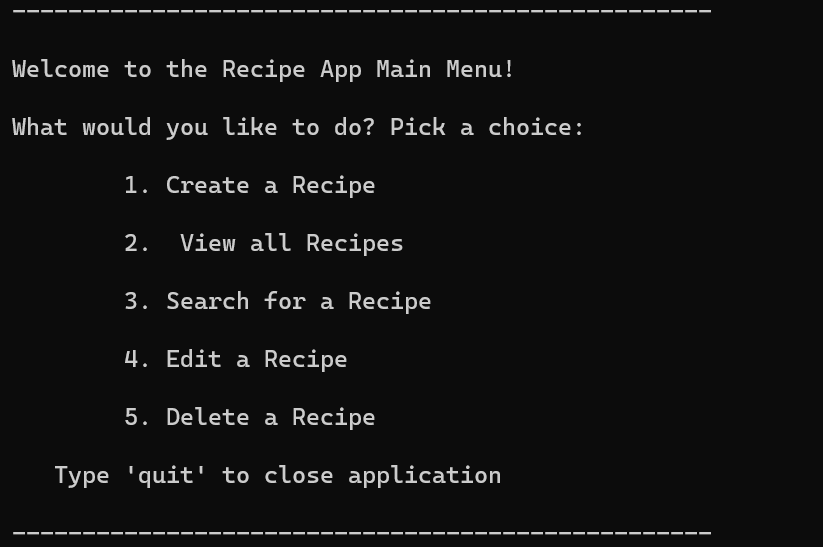 --------------------------------------------------
Welcome to the Recipe App Main Menu!
What would you like to do? Pick a choice:
1. Create a Recipe
2.  View all Recipes
3. Search for a Recipe
4. Edit a Recipe
5. Delete a Recipe
Type 'quit' to close application
--------------------------------------------------